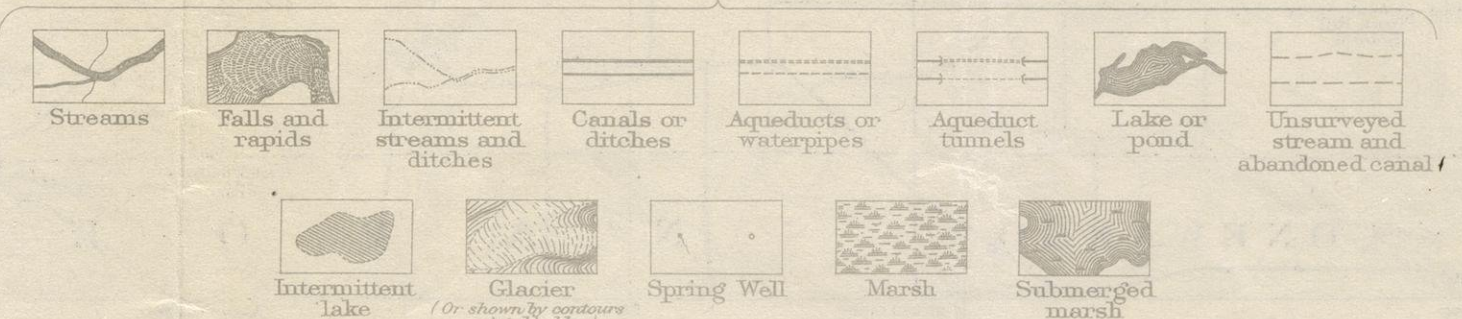 Streams
Falls and
rapids
Intermittent
streams and
ditches
Canals or
ditches
Aqueducts or
waterpipes
Aqueduct
tunnels
Lake or
pond
Unsurveyed
stream and
abandoned canal
Intermittent
lake
Glacier
(Or shown by contours
Spring Well
Marsh
Submerged
marsh